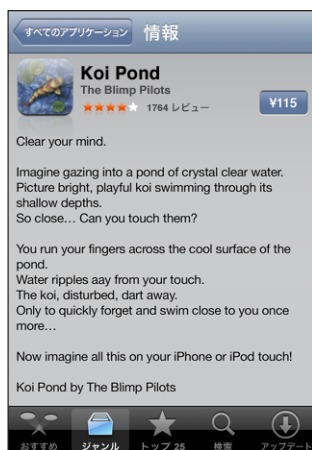 すべてのアプリケーション 情報
Koi Pond
The Blimp Pilots
1764 レビュー
¥115
Clear your mind.
Imagine gazing into a pond of crystal clear water.
Picture bright, playful koi swimming through its
shallow depths.
So close… Can you touch them?
You run your fingers across the cool surface of the
pond.
Water ripples aay from your touch.
The koi, disturbed, dart away.
Only to quickly forget and swim close to you once
more…
Now imagine all this on your iPhone or iPod touch!
Koi Pond by The Blimp Pilots
おすすめ ジャンル トップ 25 検索 アップデート